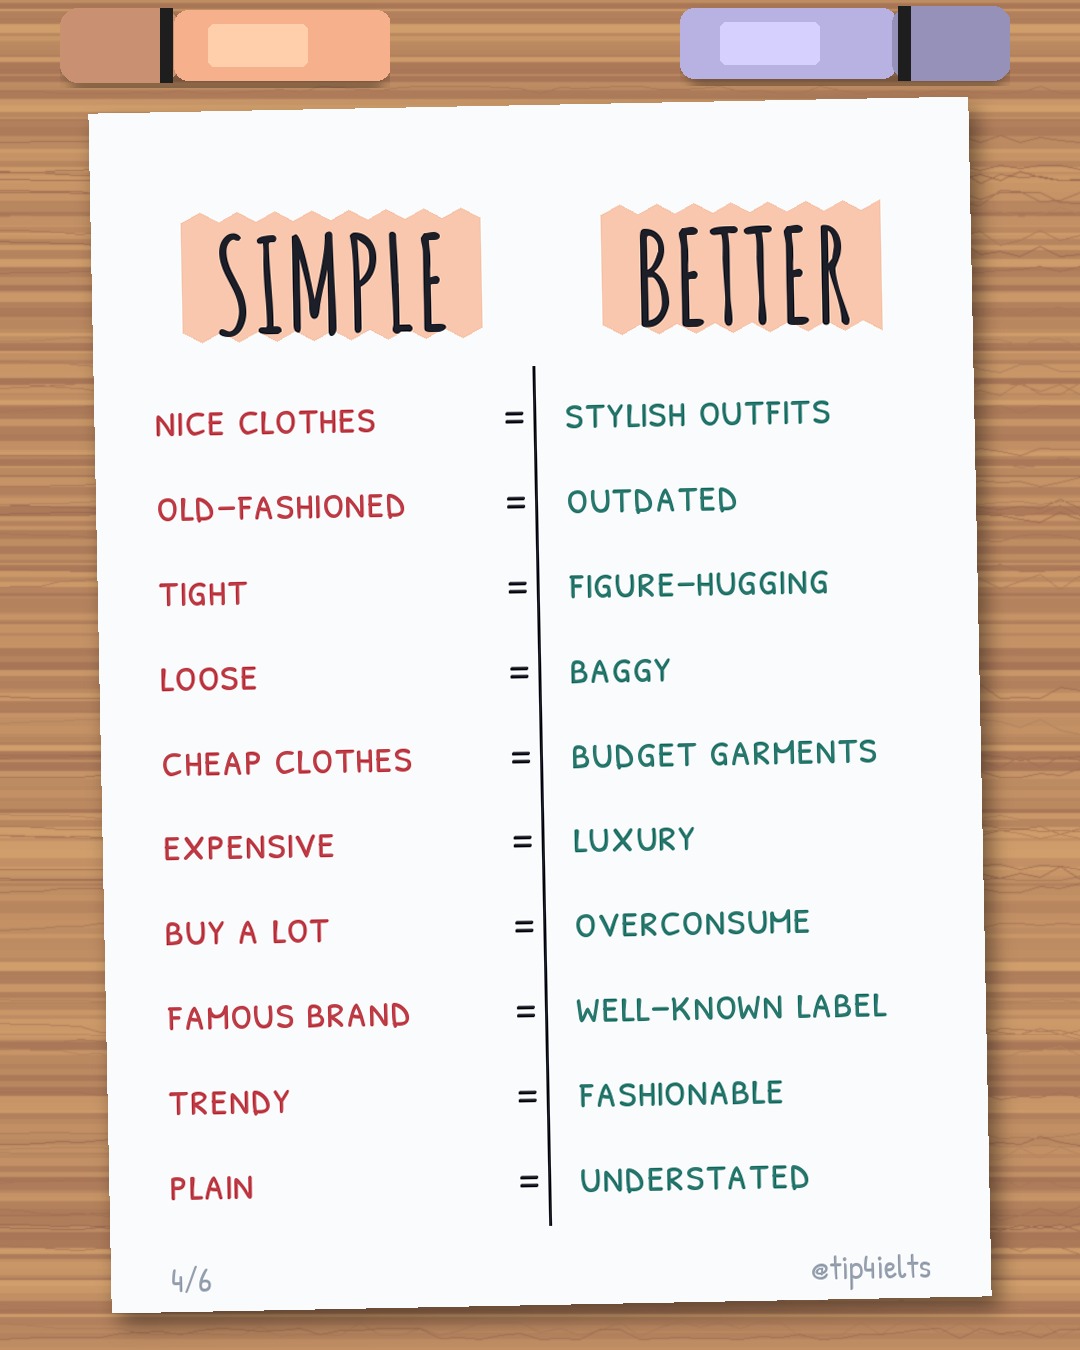 SIMPLE BETTER
NICE CLOTHES = STYLISH OUTFITS
OLD-FASHIONED = OUTDATED
TIGHT = FIGURE-HUGGING
LOOSE = BAGGY
CHEAP CLOTHES = BUDGET GARMENTS
EXPENSIVE = LUXURY
BUY A LOT = OVERCONSUME
FAMOUS BRAND = WELL-KNOWN LABEL
TRENDY = FASHIONABLE
PLAIN = UNDERSTATED
4/6 @tip4ielts